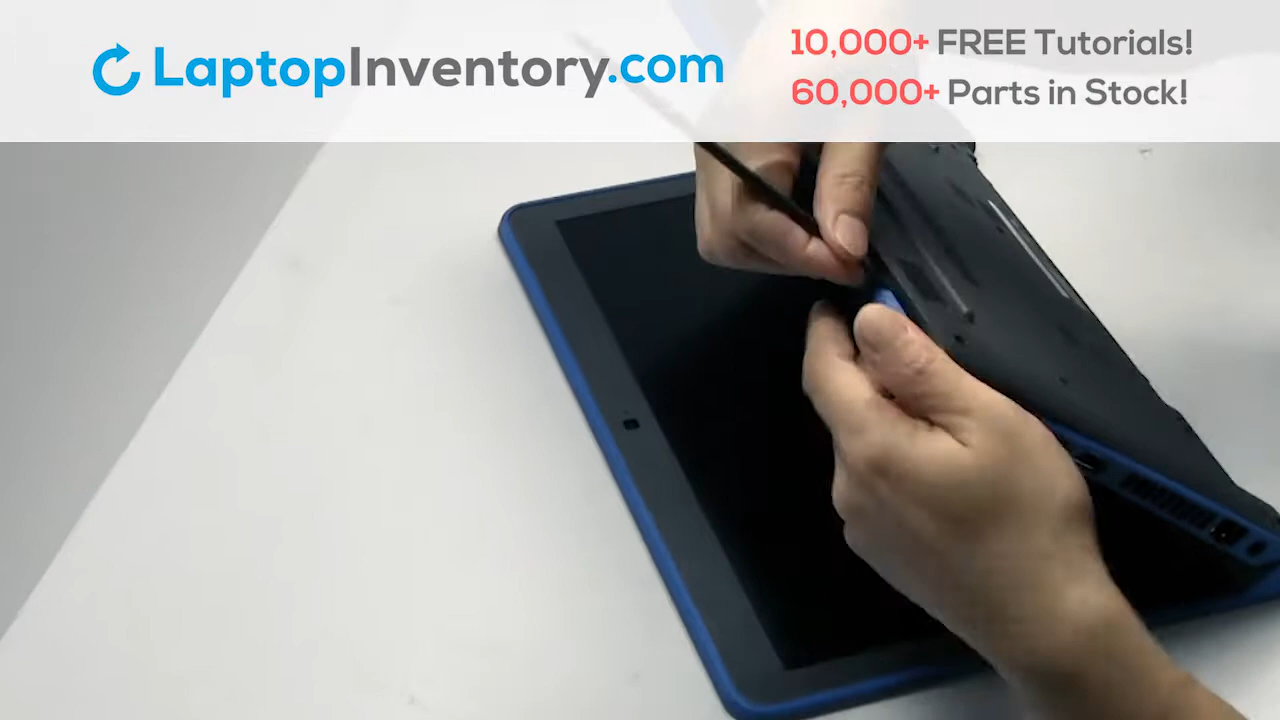 LaptopInventory.com
10,000+ FREE Tutorials!
60,000+ Parts in Stock!